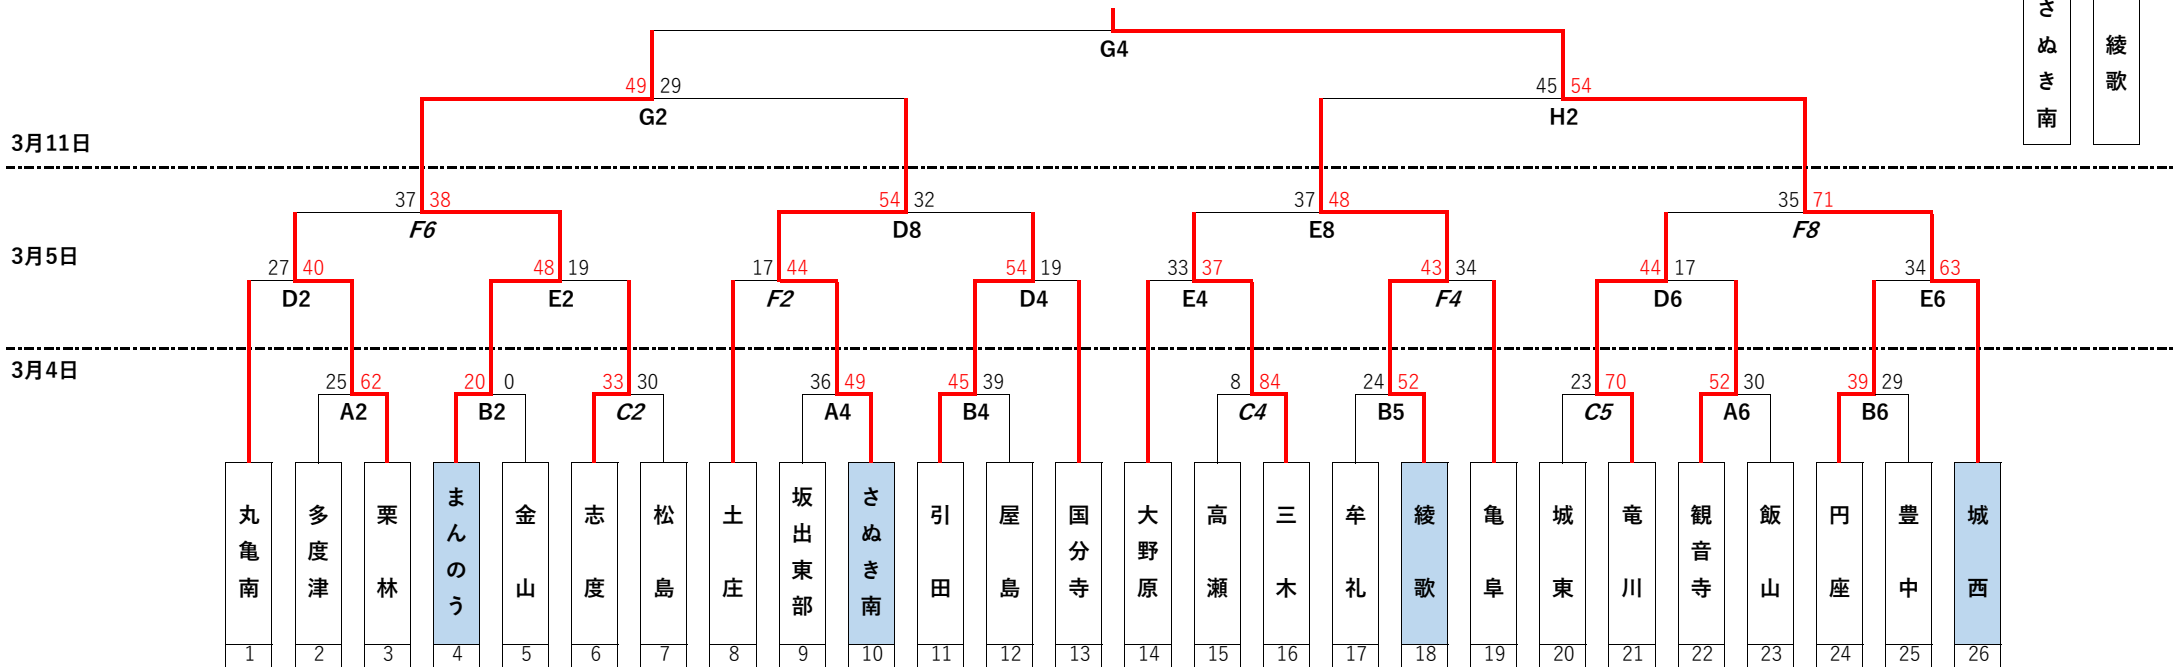 さぬき南
綾歌
G4
49 29
G2
45 54
H2
3月11日
37 38
F6
54 32
D8
37 48
E8
35 71
F8
3月5日
27 40
D2
48 19
E2
17 44
F2
54 19
D4
33 37
E4
43 34
F4
44 17
D6
34 63
E6
3月4日
25 62
A2
20 0
B2
33 30
C2
36 49
A4
45 39
B4
8 84
C4
24 52
B5
23 70
C5
52 30
A6
39 29
B6
丸亀南
多度津
栗林
まんのう
金山
志度
松島
土庄
坂出東部
さぬき南
引田
屋島
国分寺
大野原
高瀬
三木
牟礼
綾歌
亀阜
城東
竜川
観音寺
飯山
円座
豊中
城西
1 2 3 4 5 6 7 8 9 10 11 12 13 14 15 16 17 18 19 20 21 22 23 24 25 26